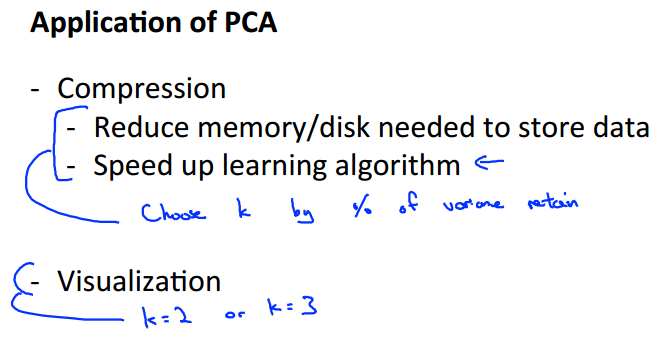 Application of PCA
- Compression
- Reduce memory/disk needed to store data
- Speed up learning algorithm ←
Choose k by % of variance retain
- Visualization
k=2 or k=3